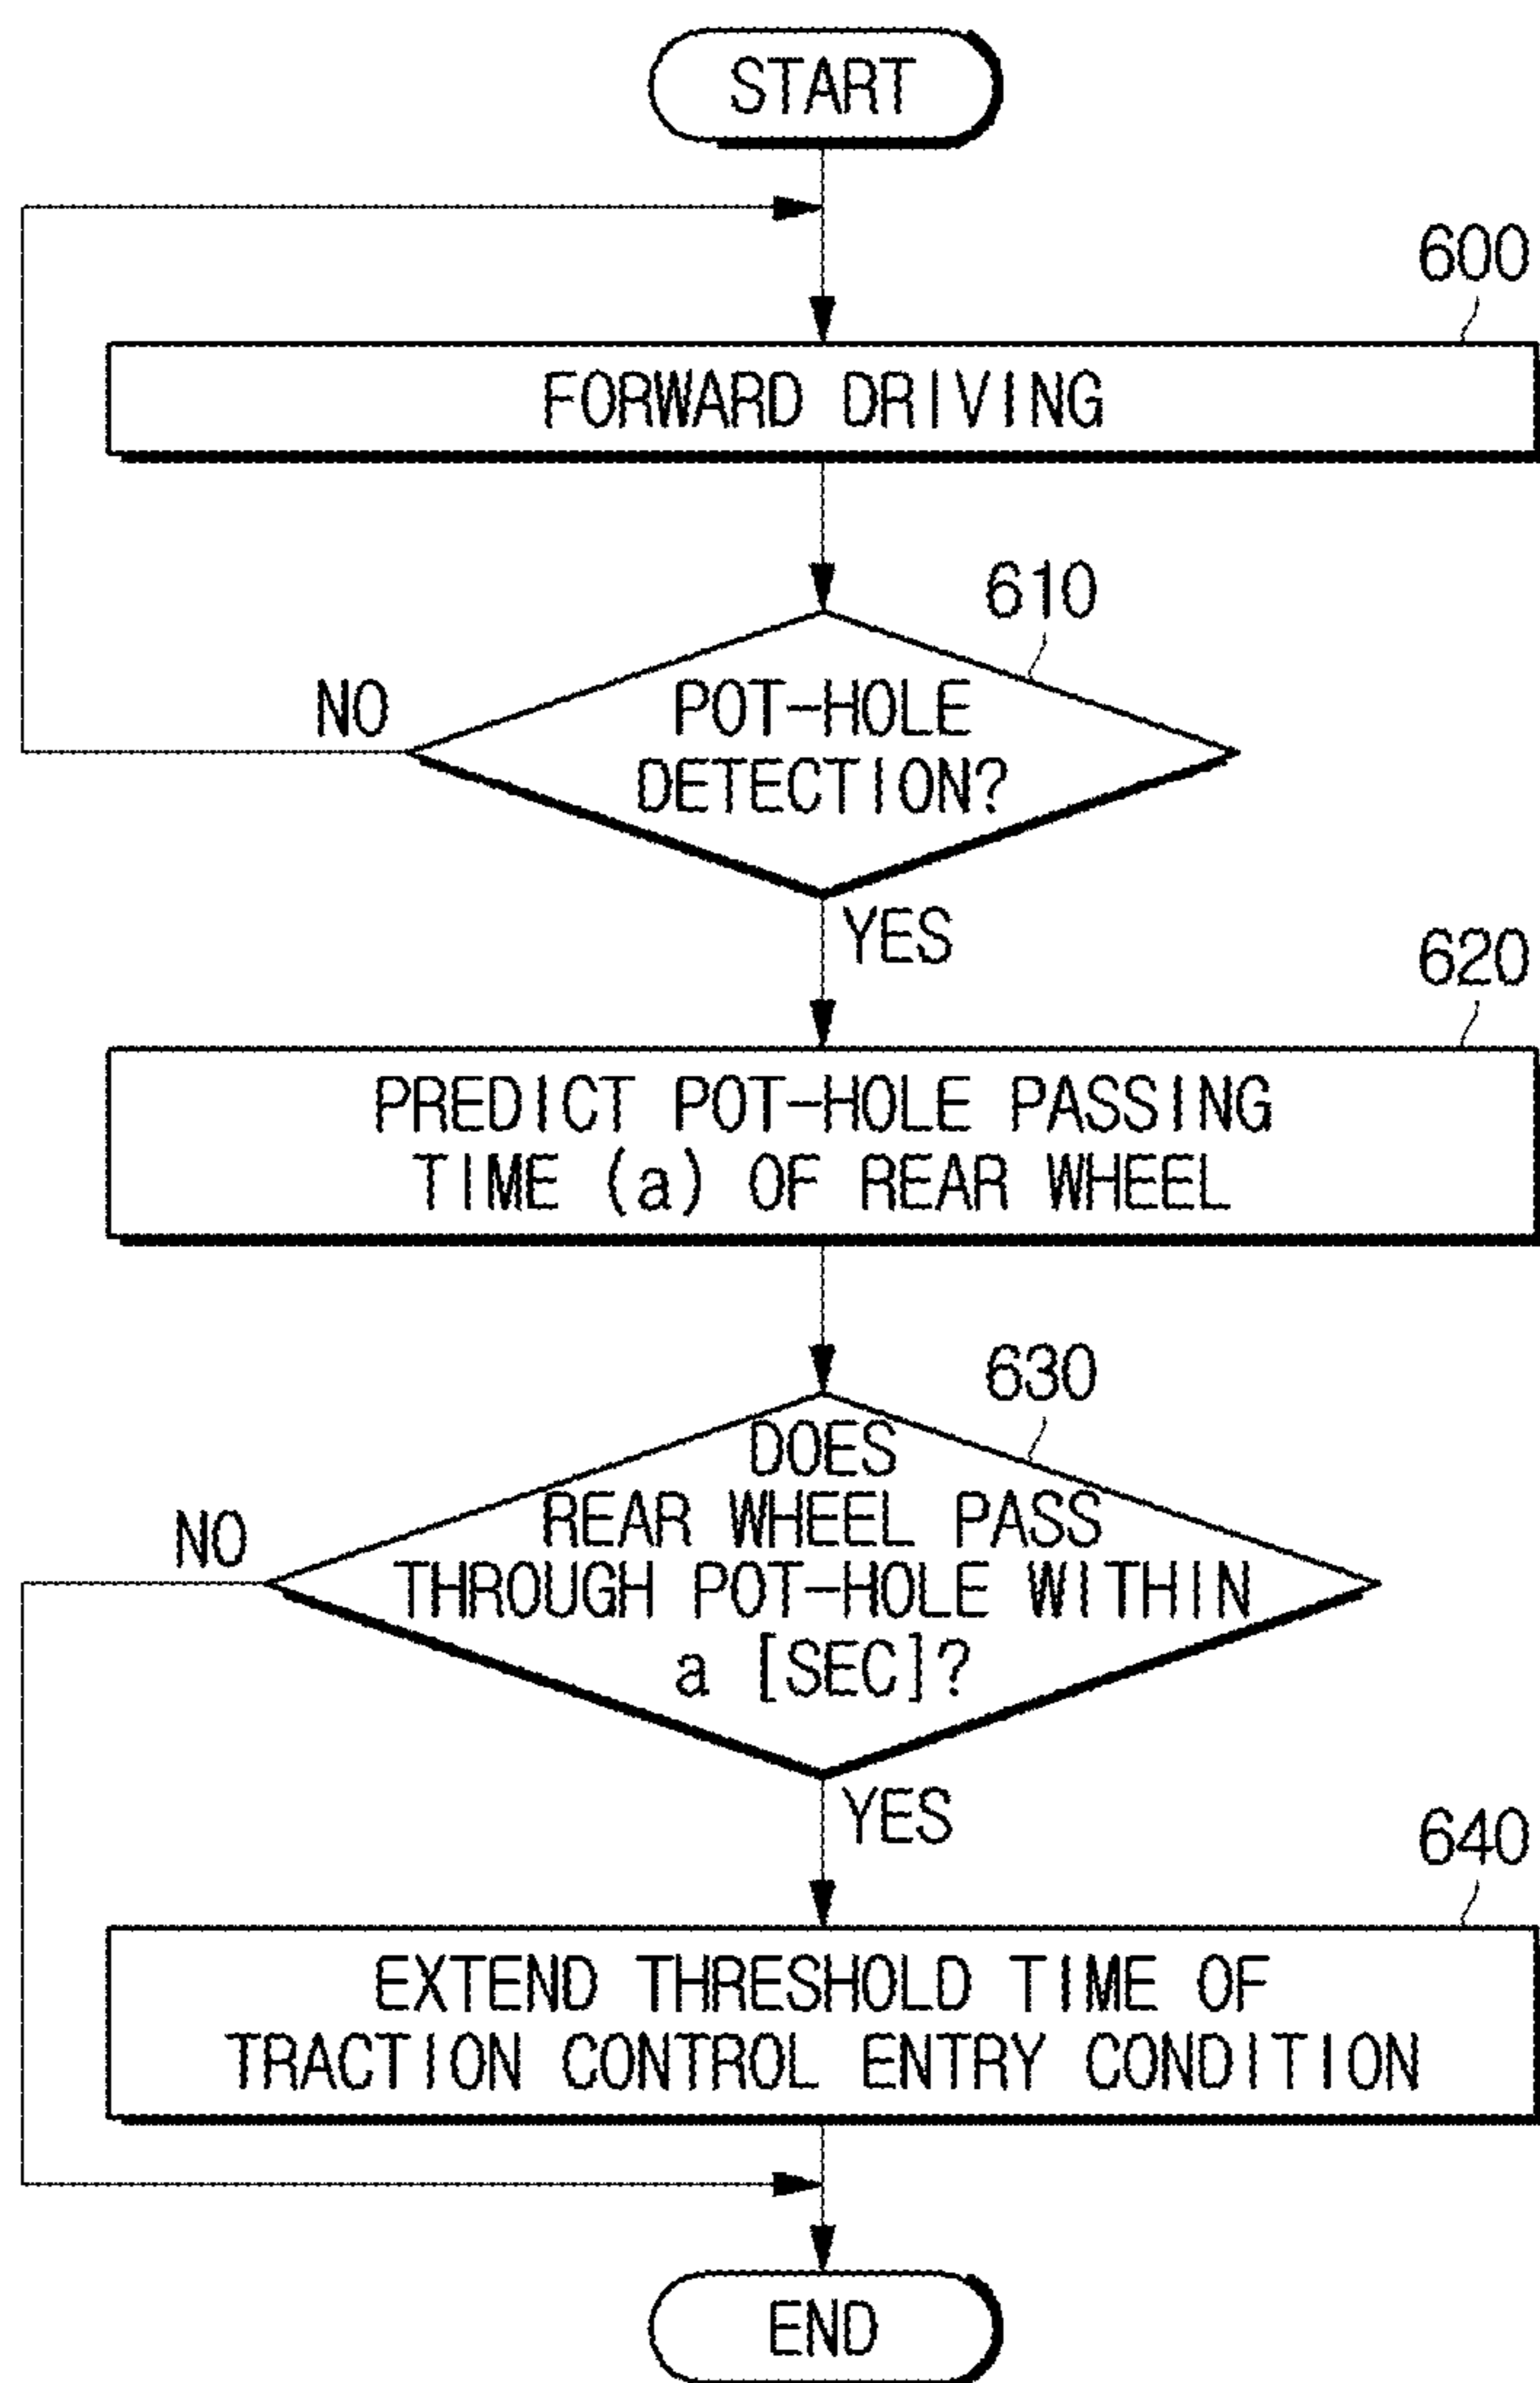 START
600
FORWARD DRIVING
610
POT-HOLE
DETECTION?
NO
YES
620
PREDICT POT-HOLE PASSING
TIME (a) OF REAR WHEEL
630
DOES
REAR WHEEL PASS
THROUGH POT-HOLE WITHIN
a [SEC]?
NO
YES
640
EXTEND THRESHOLD TIME OF
TRACTION CONTROL ENTRY CONDITION
END